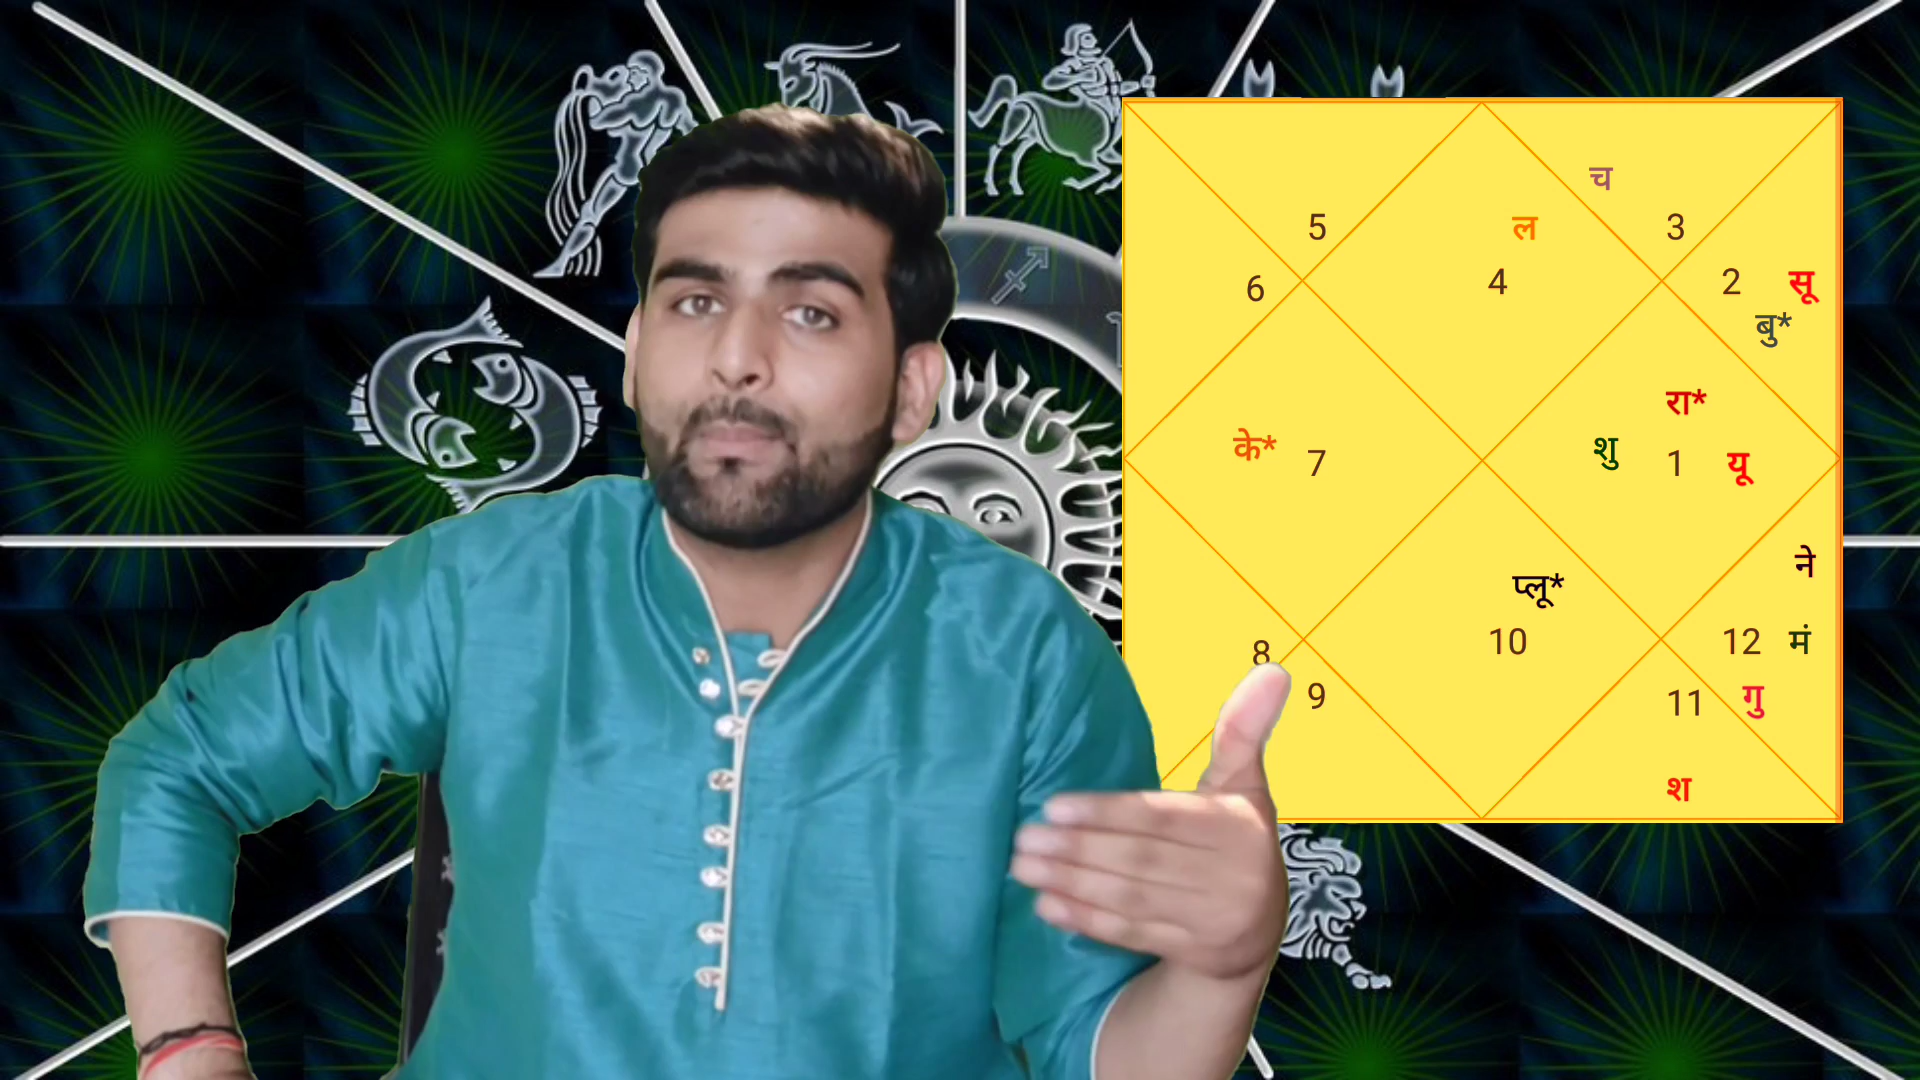 च
5 ल 3
6 4 2 सू
बु*
रा*
के* 7 शु 1 यू
ने
प्लू*
8 10 12 मं
9 11 गु
श